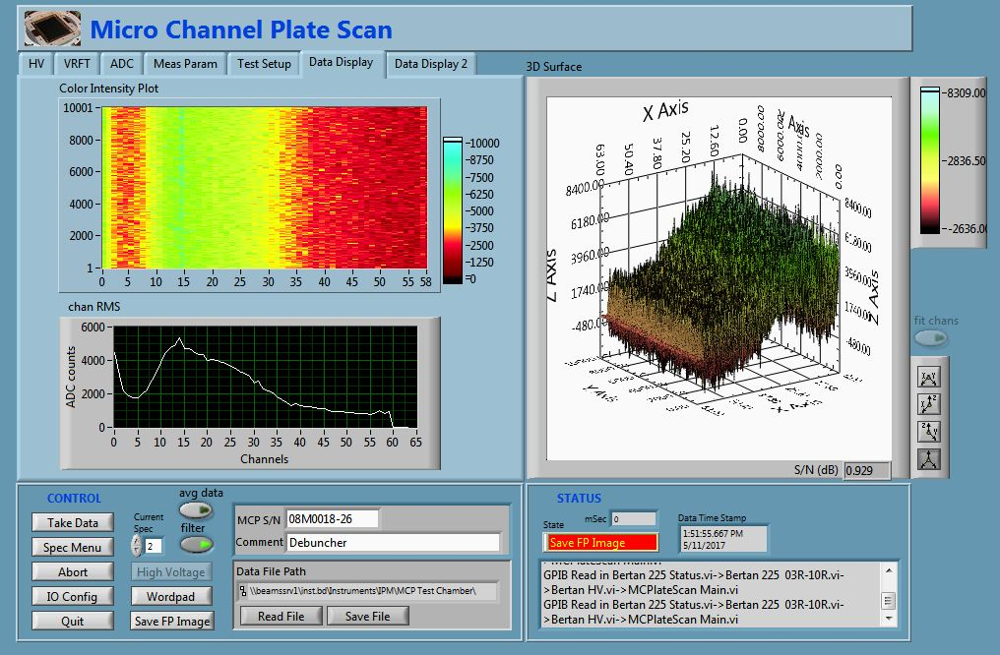 Micro Channel Plate Scan
HV VRFT ADC Meas Param Test Setup Data Display Data Display 2
Color Intensity Plot
10001
8000
6000
4000
2000
1
0 5 10 15 20 25 30 35 40 45 50 55 58
10000
8750
7500
6250
5000
3750
2500
1250
0
chan RMS
ADC counts
6000
4000
2000
0
0 5 10 15 20 25 30 35 40 45 50 55 60 65
Channels
3D Surface
X Axis
63.00 50.40 37.80 25.20 12.60 0.00
Axis
8000.00
0.00
8400.00
6180.00
3960.00
1740.00
-480.00
Z Axis
8400.00
6180.00
3960.00
1740.00
-480.00
Z Axis
Y Axis
X-Axis
8309.00
2836.50
-2636.00
fit chans
S/N (dB) 0.929
CONTROL
Take Data
Spec Menu
Abort
IO Config
Quit
Current
Spec
2
avg data
filter
High Voltage
Wordpad
Save FP Image
MCP S/N 08M0018-26
Comment Debuncher
Data File Path
\\beamssrv1\inst.bd\Instruments\IPM\MCP Test Chamber\
Read File Save File
STATUS
State
Save FP Image
mSec 0
Data Time Stamp
1:51:55.667 PM
5/11/2017
>MCPlateScan Main.vi
GPIB Read in Bertan 225 Status.vi->Bertan 225 03R-10R.vi-
>Bertan HV.vi->MCPlateScan Main.vi
GPIB Read in Bertan 225 Status.vi->Bertan 225 03R-10R.vi-
>Bertan HV.vi->MCPlateScan Main.vi